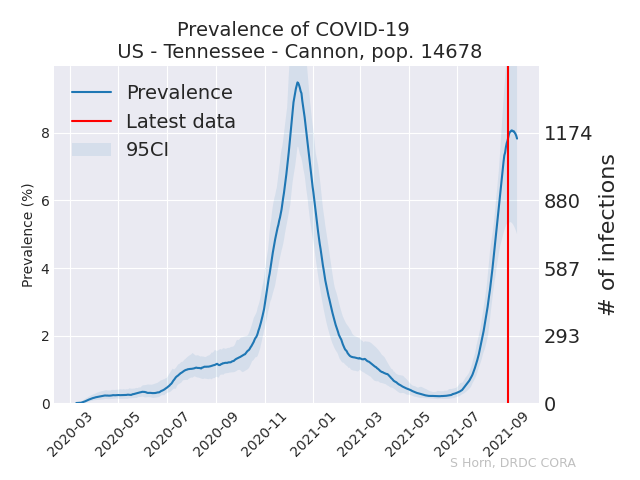 Prevalence of COVID-19
US - Tennessee - Cannon, pop. 14678
Prevalence
Latest data
95CI
Prevalence (%)
8
6
4
2
0
1174
880
587
293
0
# of infections
2020-03
2020-05
2020-07
2020-09
2020-11
2021-01
2021-03
2021-05
2021-07
2021-09
S Horn, DRDC CORA